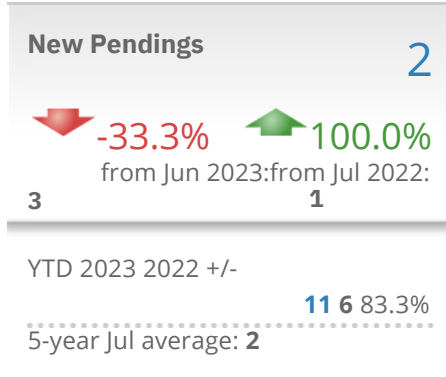 New Pendings
2
-33.3% 100.0%
from Jun 2023:from Jul 2022:
3 1
YTD 2023 2022 +/-
11 6 83.3%
5-year Jul average: 2